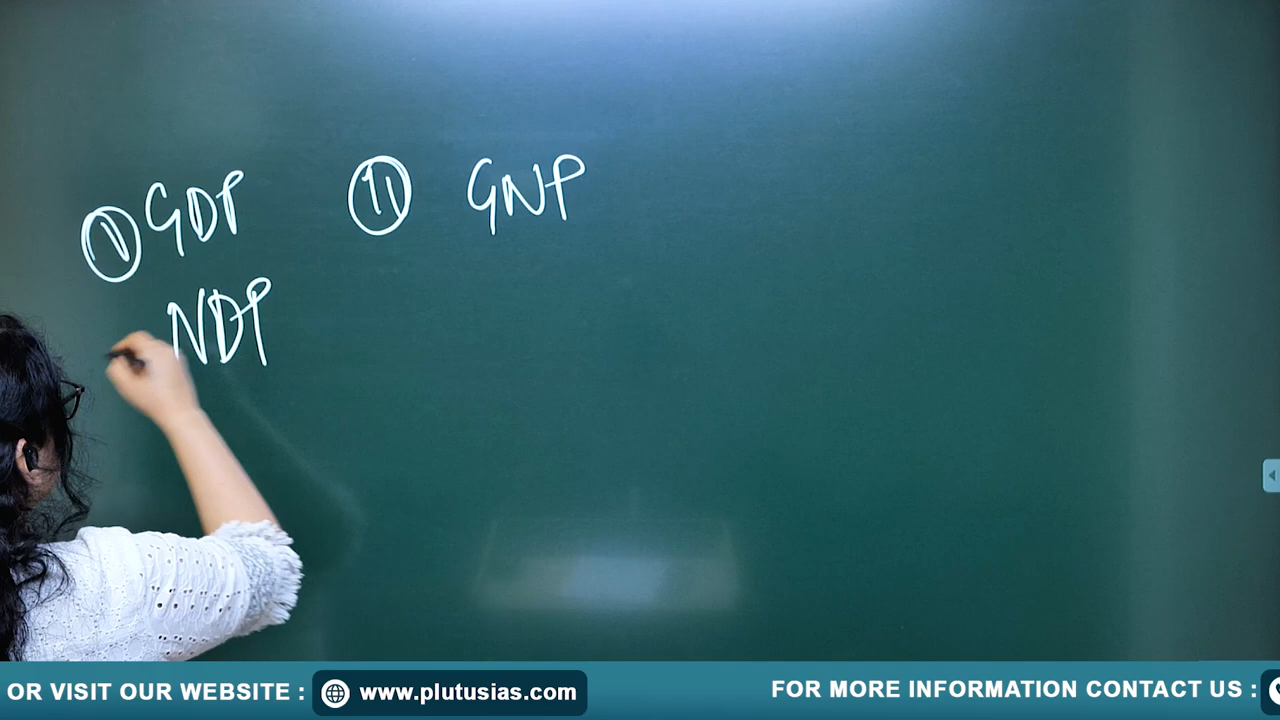 ① GDP ⑪ GNP
NDP
OR VISIT OUR WEBSITE : www.plutusias.com FOR MORE INFORMATION CONTACT US :